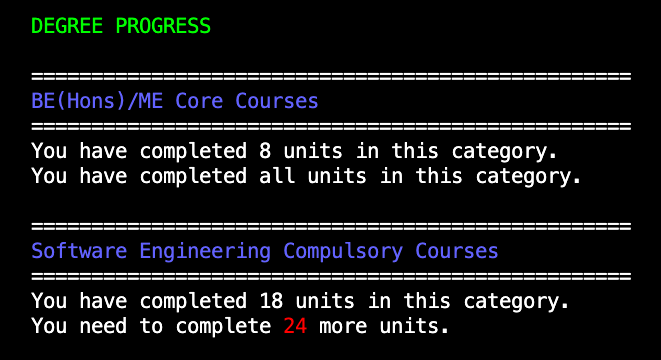 DEGREE PROGRESS
==================================================
BE(Hons)/ME Core Courses
==================================================
You have completed 8 units in this category.
You have completed all units in this category.
==================================================
Software Engineering Compulsory Courses
==================================================
You have completed 18 units in this category.
You need to complete 24 more units.